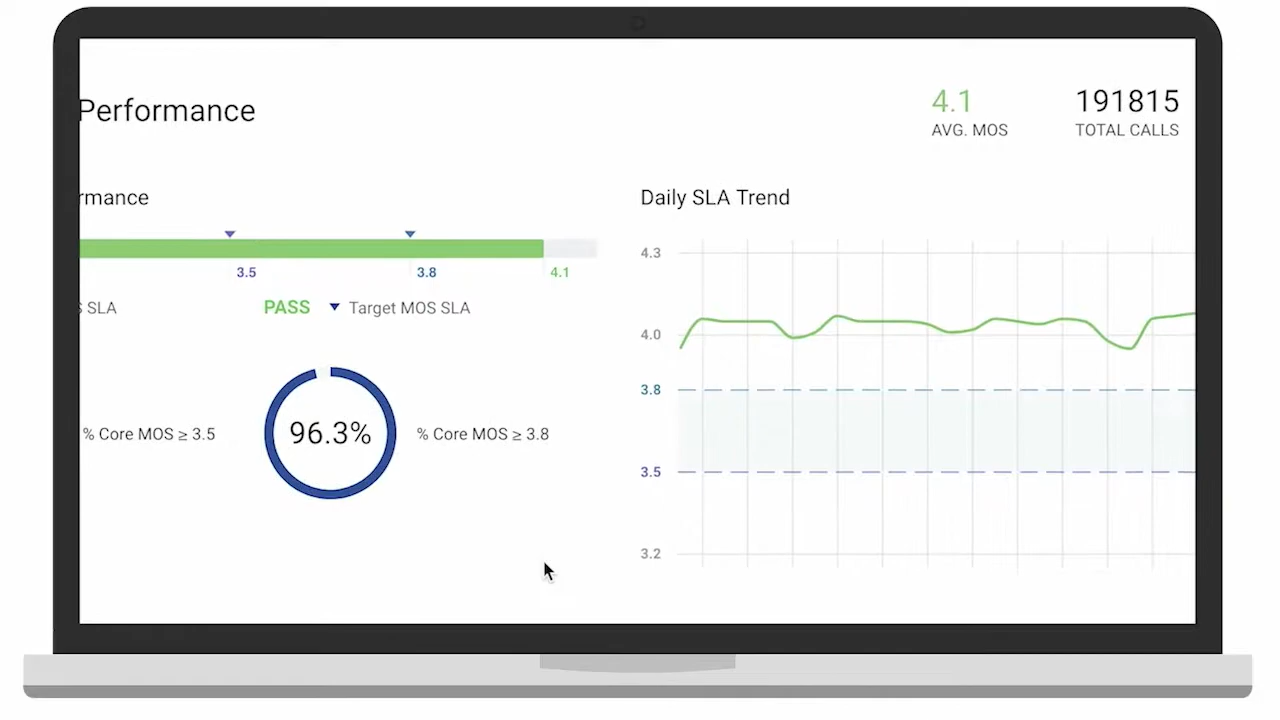 Performance
4.1
AVG. MOS
191815
TOTAL CALLS
rmance
3.5
3.8
4.1
SLA
PASS
Target MOS SLA
% Core MOS ≥ 3.5
96.3%
% Core MOS ≥ 3.8
Daily SLA Trend
4.3
4.0
3.8
3.5
3.2